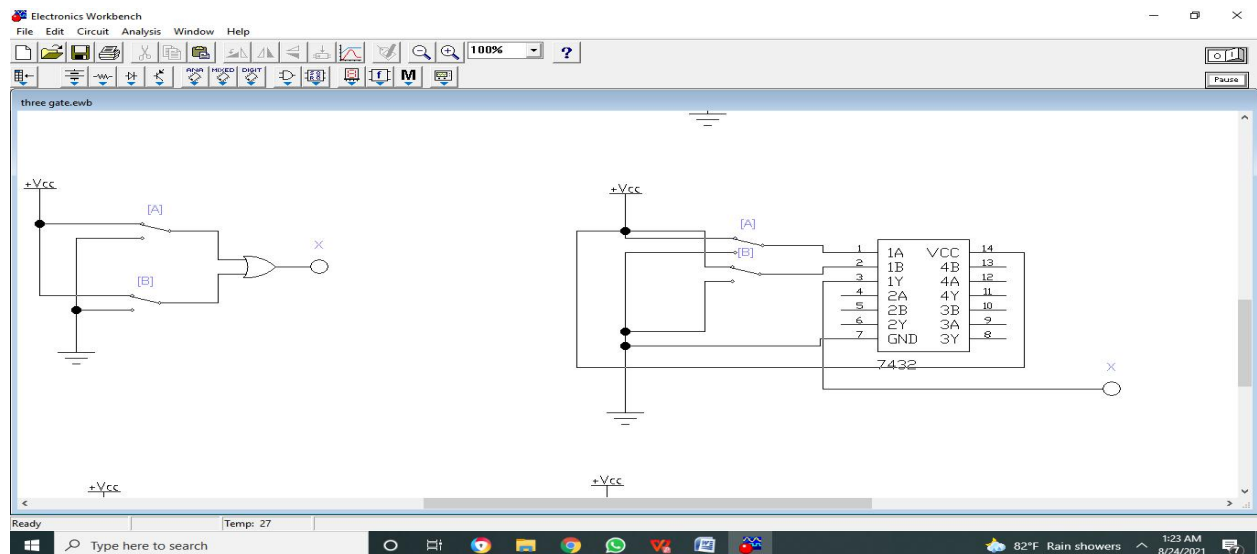 Electronics Workbench
File Edit Circuit Analysis Window Help
100%
?
ANA MIXED DIGIT
M
Pause
three gate.ewb
+Vcc
[A]
[B]
X
+Vcc
[A]
[B]
1 1A VCC 14
2 1B 4B 13
3 1Y 4A 12
4 2A 4Y 11
5 2B 3B 10
6 2Y 3A 9
7 GND 3Y 8
7432
X
+Vcc
+Vcc
Ready
Temp: 27
Type here to search
82°F Rain showers
1:23 AM
8/24/2021